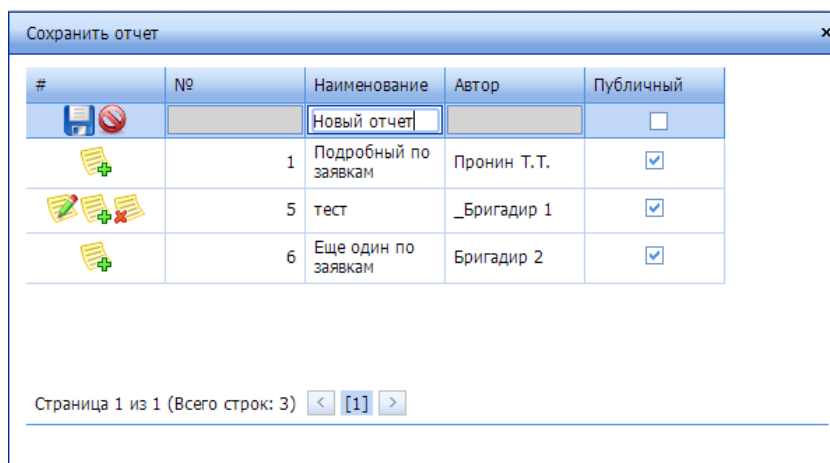 Сохранить отчет x
# № Наименование Автор Публичный
Новый отчет
1 Подробный по заявкам Пронин Т.Т.
5 тест _Бригадир 1
6 Еще один по заявкам Бригадир 2
Страница 1 из 1 (Всего строк: 3) < [1] >